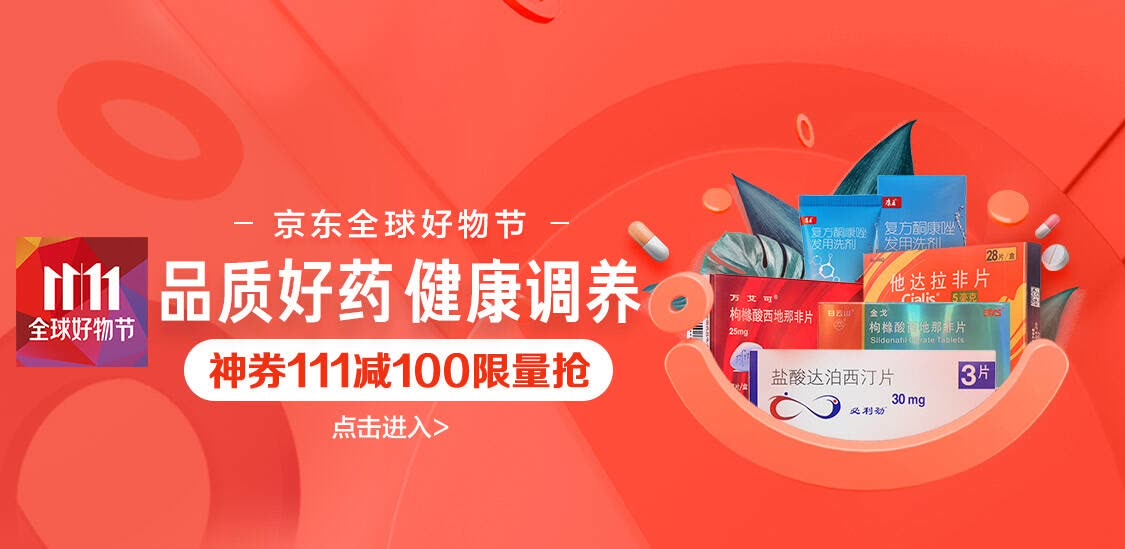 京东全球好物节
11.11
全球好物节
品质好药 健康调养
神券111减100限量抢
点击进入>
复方酮康唑
发用洗剂
复方酮康唑
发用洗剂
28片/盒
他达拉非片
Cialis
万艾可
枸橼酸西地那非片
25mg
白云山
金戈
枸橼酸西地那非片
Sildenafil Citrate Tablets
盐酸达泊西汀片
3片
30 mg
必利劲